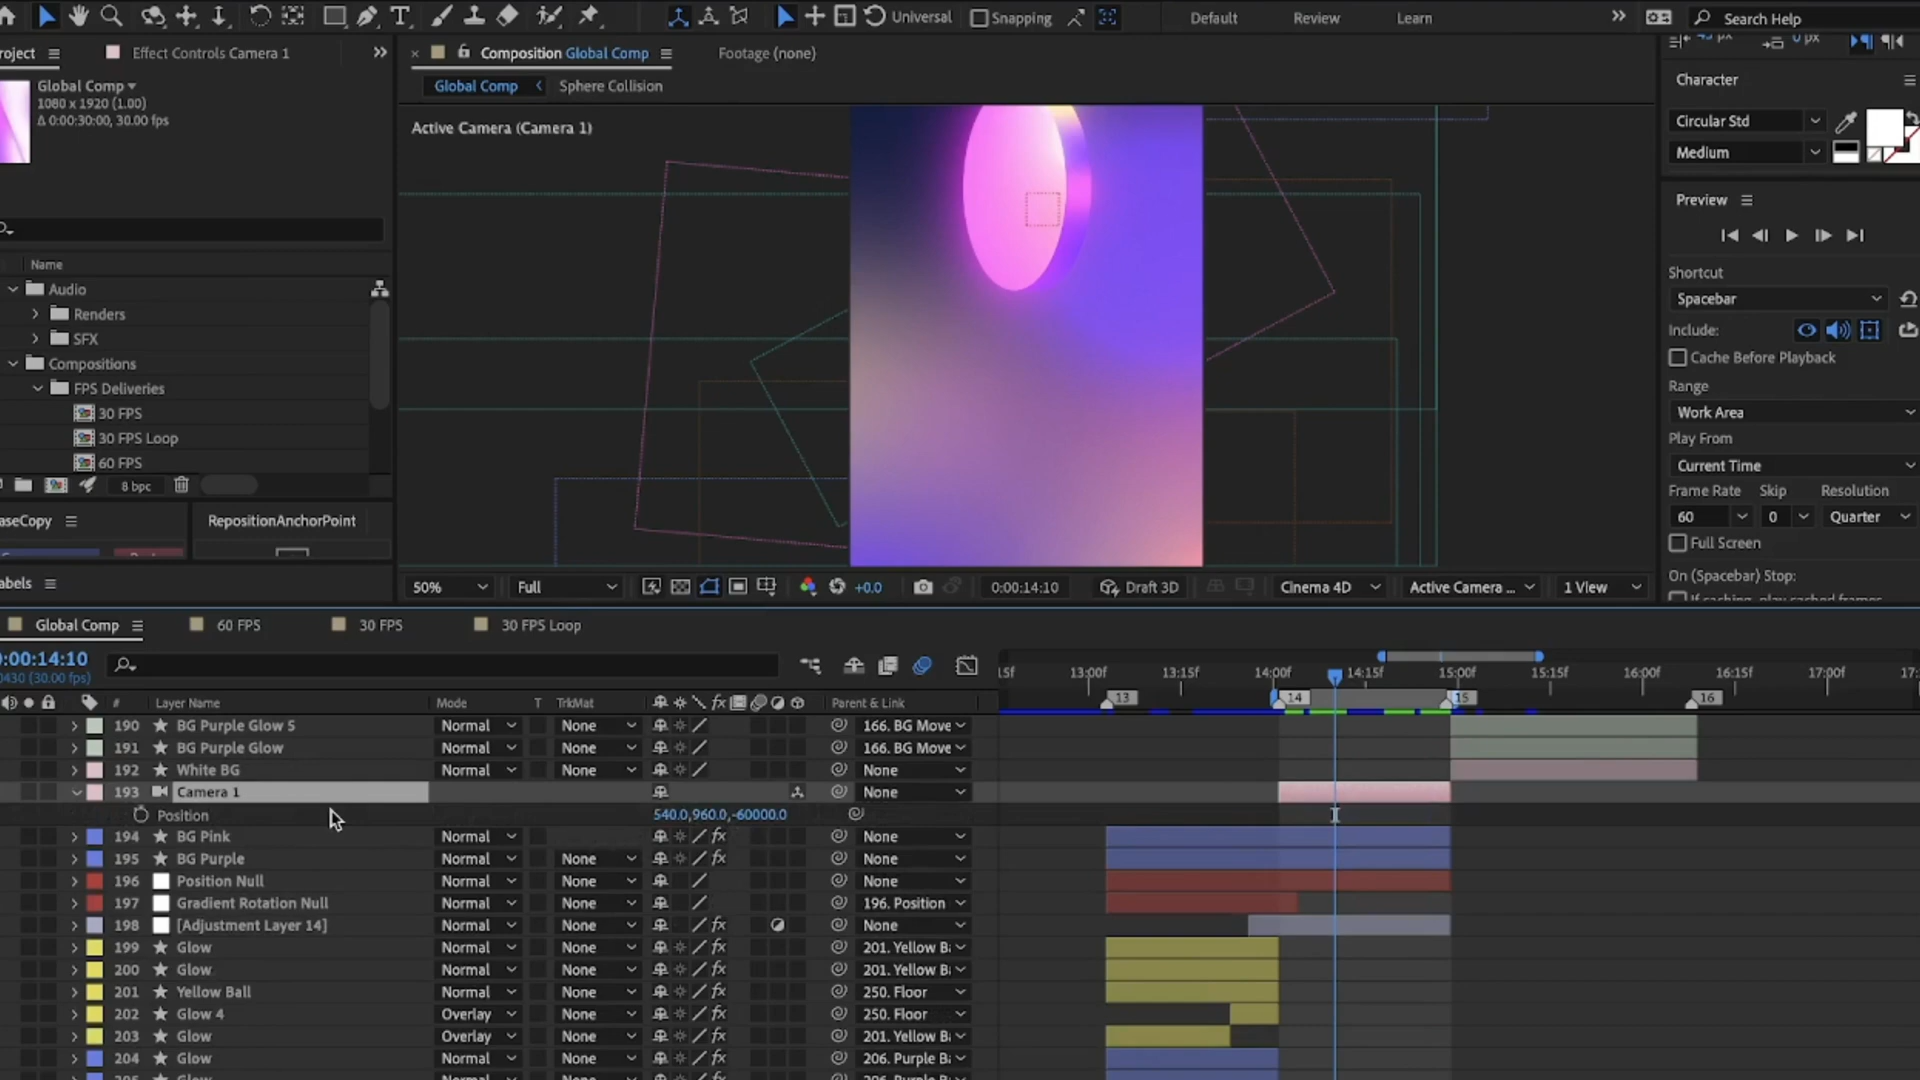 Universal
Snapping
Default
Review
Learn
Search Help
roject
Effect Controls Camera 1
Composition Global Comp
Footage (none)
Global Comp
1080 x 1920 (1.00)
Δ 0:00:30:00, 30.00 fps
Global Comp
Sphere Collision
Active Camera (Camera 1)
Name
Audio
Renders
SFX
Compositions
FPS Deliveries
30 FPS
30 FPS Loop
60 FPS
8 bpc
aseCopy
RepositionAnchorPoint
abels
50%
Full
+0.0
0:00:14:10
Draft 3D
Cinema 4D
Active Camera ...
1 View
px
0 px
Character
Circular Std
Medium
Preview
Shortcut
Spacebar
Include:
Cache Before Playback
Range
Work Area
Play From
Current Time
Frame Rate Skip Resolution
60 0 Quarter
Full Screen
On (Spacebar) Stop:
If caching, play cached frames
Global Comp
60 FPS
30 FPS
30 FPS Loop
:00:14:10
0430 (30.00 fps)
15f 13:00f 13:15f 14:00f 14:15f 15:00f 15:15f 16:00f 16:15f 17:00f 17:
13 14 15 16
# Layer Name Mode T TrkMat Parent & Link
190 BG Purple Glow 5 Normal None 166. BG Move
191 BG Purple Glow Normal None 166. BG Move
192 White BG Normal None None
193 Camera 1 None
Position 540.0,960.0,-60000.0
194 BG Pink Normal None
195 BG Purple Normal None None
196 Position Null Normal None None
197 Gradient Rotation Null Normal None 196. Position
198 [Adjustment Layer 14] Normal None None
199 Glow Normal None 201. Yellow Ba
200 Glow Normal None 201. Yellow Ba
201 Yellow Ball Normal None 250. Floor
202 Glow 4 Overlay None 250. Floor
203 Glow Overlay None 201. Yellow Ba
204 Glow Normal None 206. Purple Ba